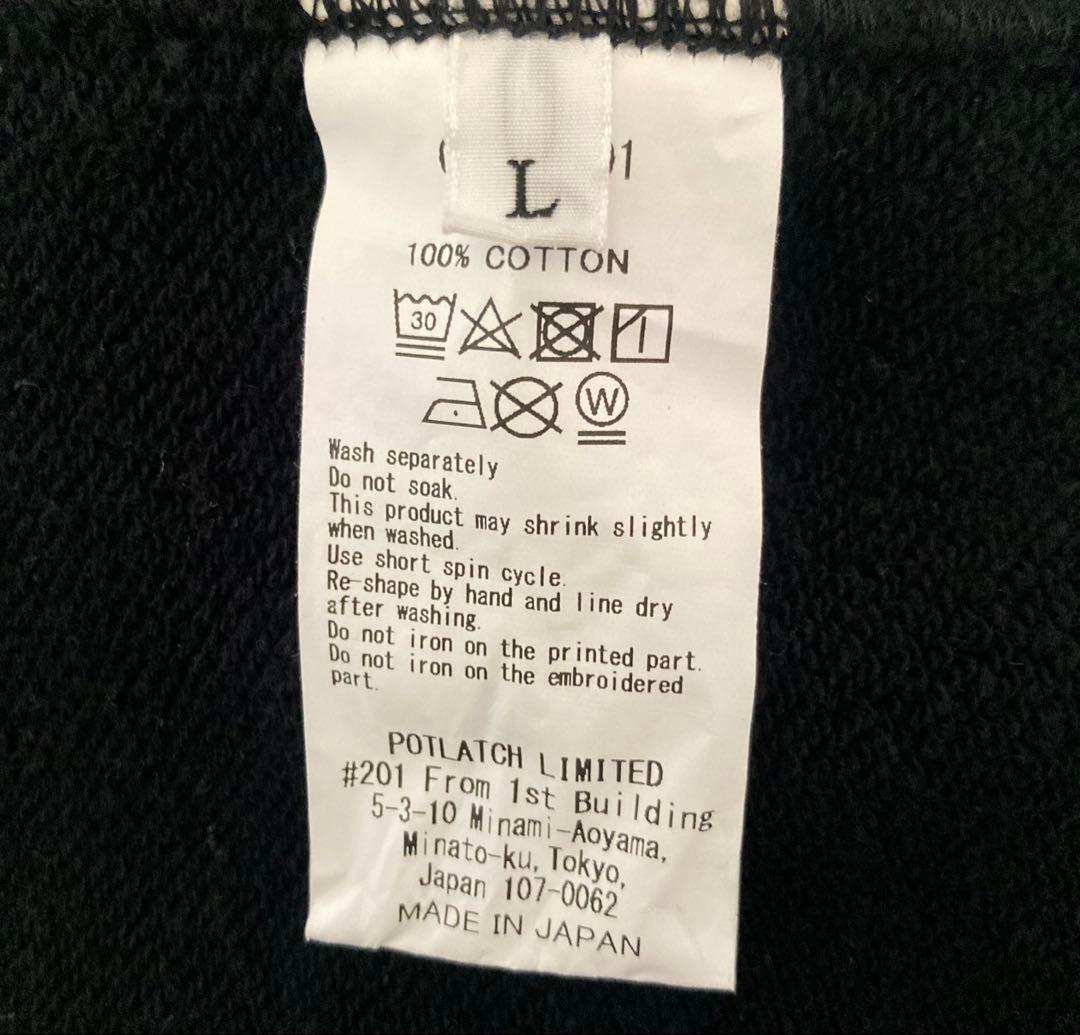 L
100% COTTON
30
W
Wash separately
Do not soak.
This product may shrink slightly
when washed.
Use short spin cycle.
Re-shape by hand and line dry
after washing.
Do not iron on the printed part.
Do not iron on the embroidered
part.
POTLATCH LIMITED
#201 From 1st Building
5-3-10 Minami-Aoyama,
Minato-ku, Tokyo,
Japan 107-0062
MADE IN JAPAN